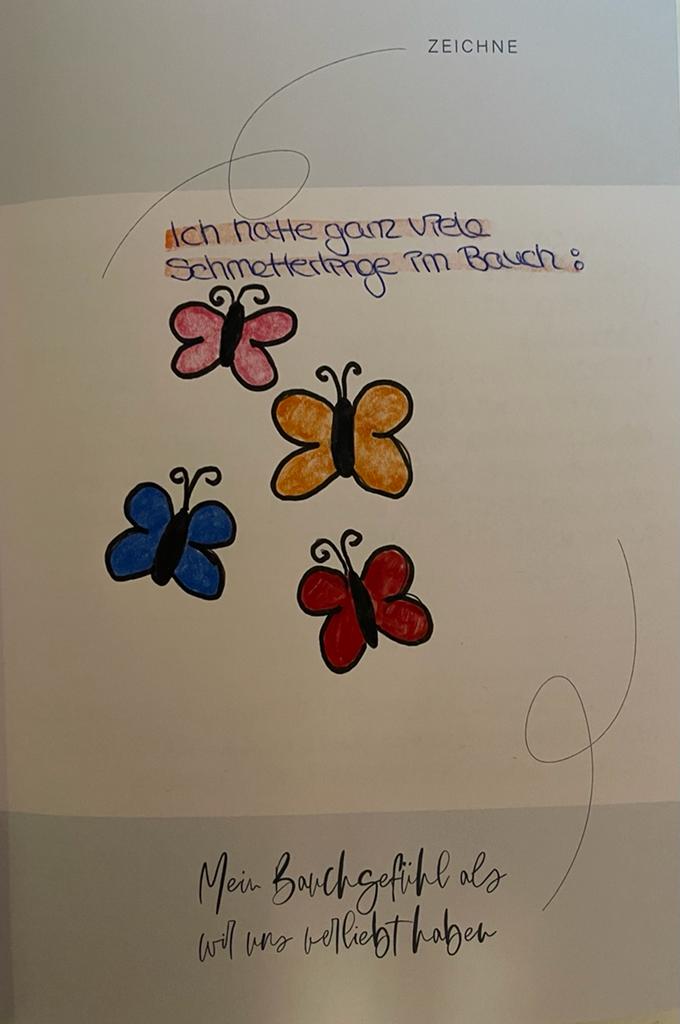 ZEICHNE
Ich hatte ganz viele
Schmetterlinge im Bauch :
Mein Bauchgefühl als
wir uns verliebt haben